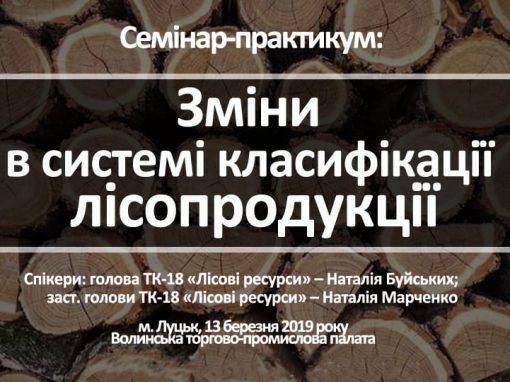 Семінар-практикум:
Зміни
в системі класифікації
лісопродукції
Спікери: голова ТК-18 «Лісові ресурси» – Наталія Буйських;
заст. голови ТК-18 «Лісові ресурси» – Наталія Марченко
м. Луцьк, 13 березня 2019 року
Волинська торгово-промислова палата